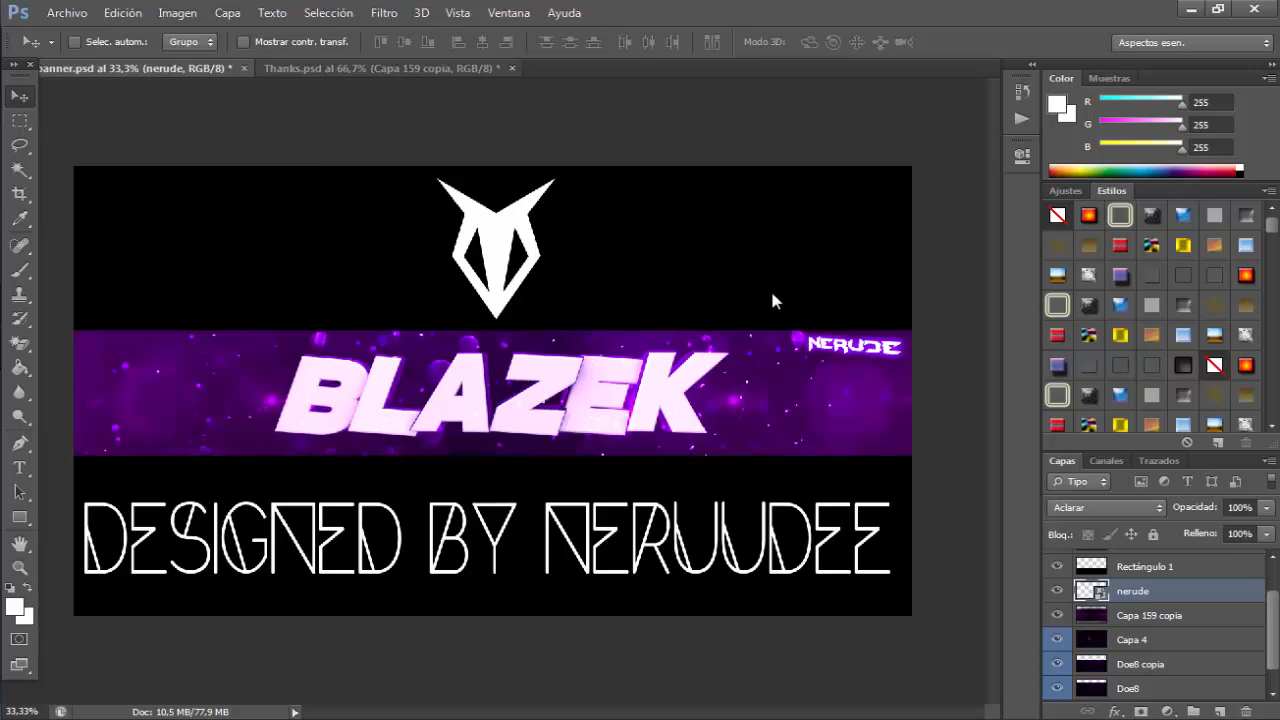 Ps Archivo Edición Imagen Capa Texto Selección Filtro 3D Vista Ventana Ayuda
Selec. autom.: Grupo Mostrar contr. transf. Modo 3D: Aspectos esen.
banner.psd al 33,3% (nerude, RGB/8) * × Thanks.psd al 66,7% (Capa 159 copia, RGB/8) * ×
Color Muestras
R 255
G 255
B 255
Ajustes Estilos
NERUDE
BLAZEK
DESIGNED BY NERUUDEE
Capas Canales Trazados
Tipo
Aclarar Opacidad: 100%
Bloq.: Relleno: 100%
Rectángulo 1
nerude
Capa 159 copia
Capa 4
Doe8 copia
Doe8
33,33% Doc: 10,5 MB/77,9 MB